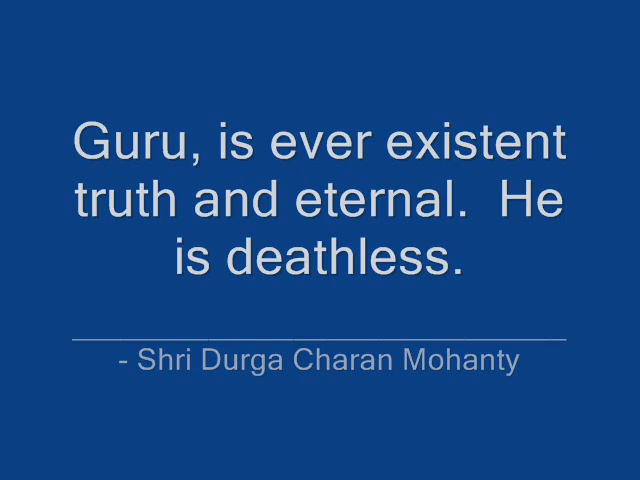 Guru, is ever existent
truth and eternal.  He
is deathless.
- Shri Durga Charan Mohanty